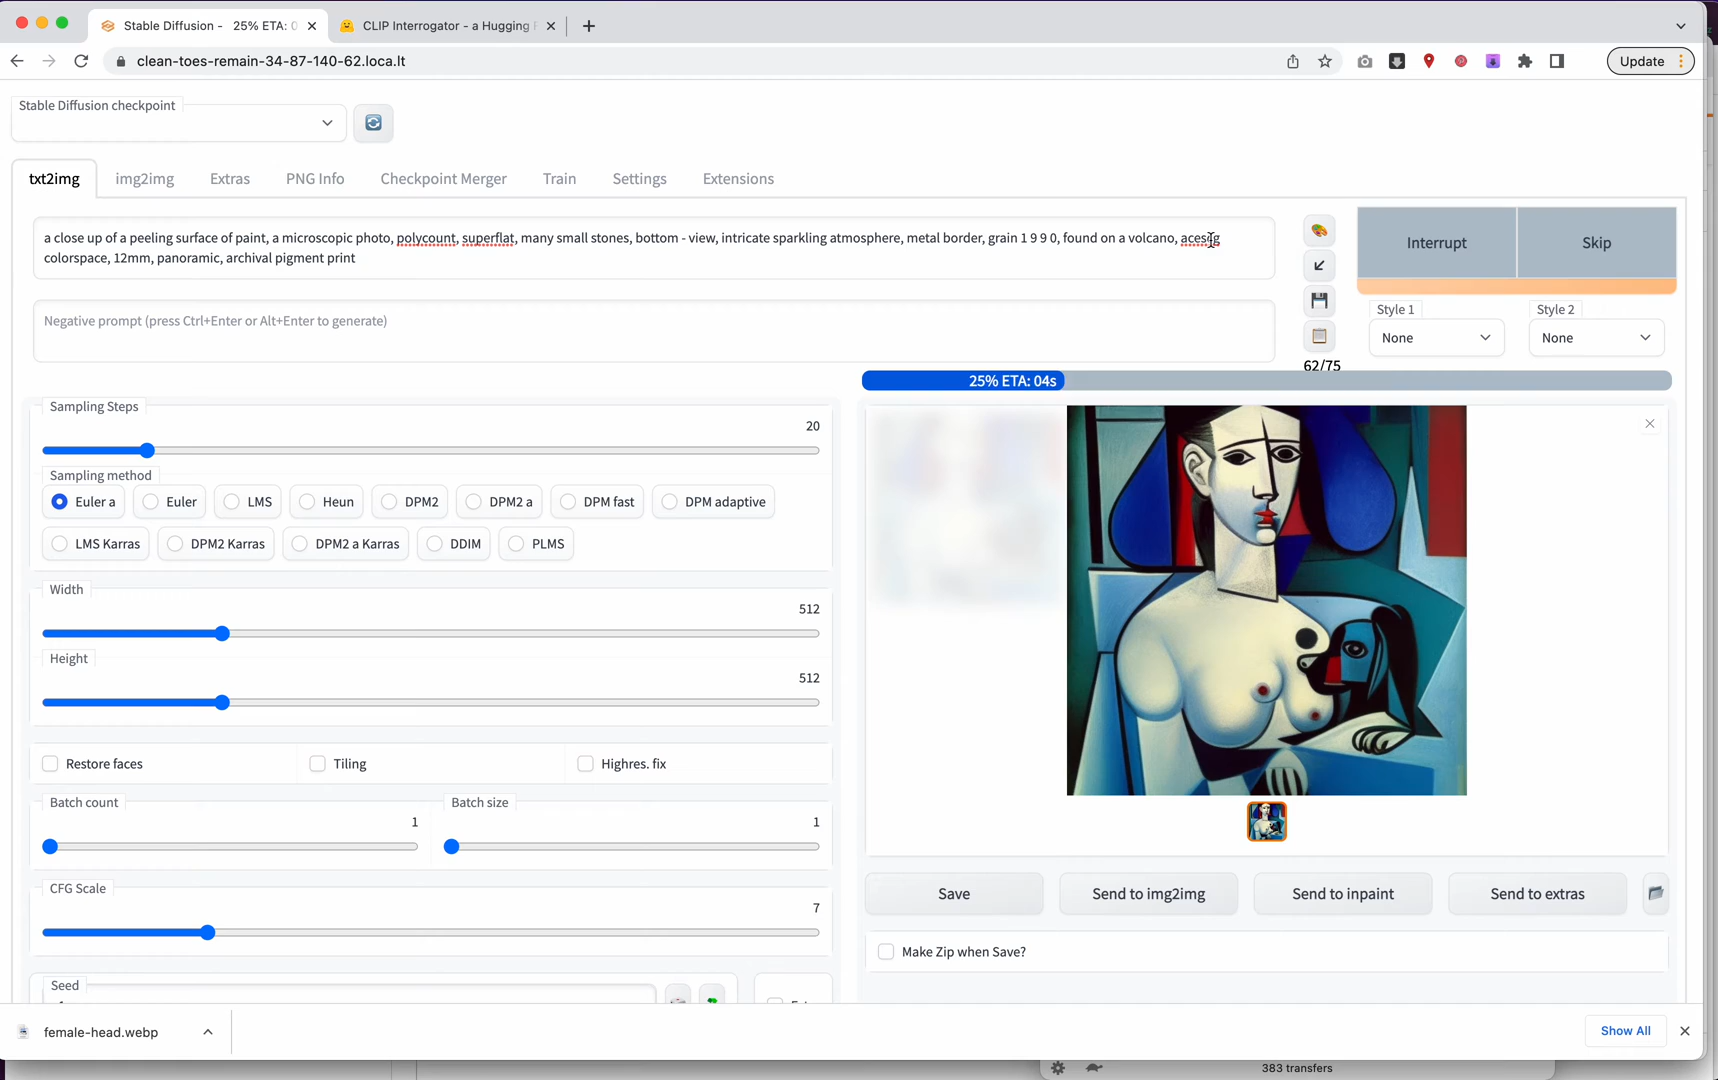 Stable Diffusion - 25% ETA: 0
CLIP Interrogator - a Hugging F
clean-toes-remain-34-87-140-62.loca.lt
Update
Stable Diffusion checkpoint
txt2img
img2img
Extras
PNG Info
Checkpoint Merger
Train
Settings
Extensions
a close up of a peeling surface of paint, a microscopic photo, polycount, superflat, many small stones, bottom - view, intricate sparkling atmosphere, metal border, grain 1 9 9 0, found on a volcano, acescg
colorspace, 12mm, panoramic, archival pigment print
Interrupt
Skip
Negative prompt (press Ctrl+Enter or Alt+Enter to generate)
Style 1
Style 2
None
None
62/75
25% ETA: 04s
Sampling Steps
20
Sampling method
Euler a
Euler
LMS
Heun
DPM2
DPM2 a
DPM fast
DPM adaptive
LMS Karras
DPM2 Karras
DPM2 a Karras
DDIM
PLMS
Width
512
Height
512
Restore faces
Tiling
Highres. fix
Batch count
1
Batch size
1
CFG Scale
7
Seed
Save
Send to img2img
Send to inpaint
Send to extras
Make Zip when Save?
female-head.webp
Show All
383 transfers